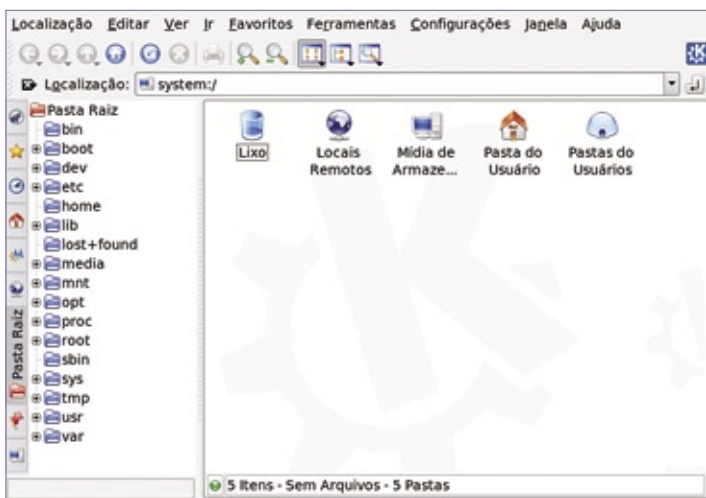 Localização Editar Ver Ir Favoritos Ferramentas Configurações Janela Ajuda
Localização: system:/
Pasta Raiz
bin
boot
dev
etc
home
lib
lost+found
media
mnt
opt
proc
root
sbin
sys
tmp
usr
var
Pasta Raiz
Lixo
Locais
Remotos
Mídia de
Armaze...
Pasta do
Usuário
Pastas do
Usuários
5 Itens - Sem Arquivos - 5 Pastas